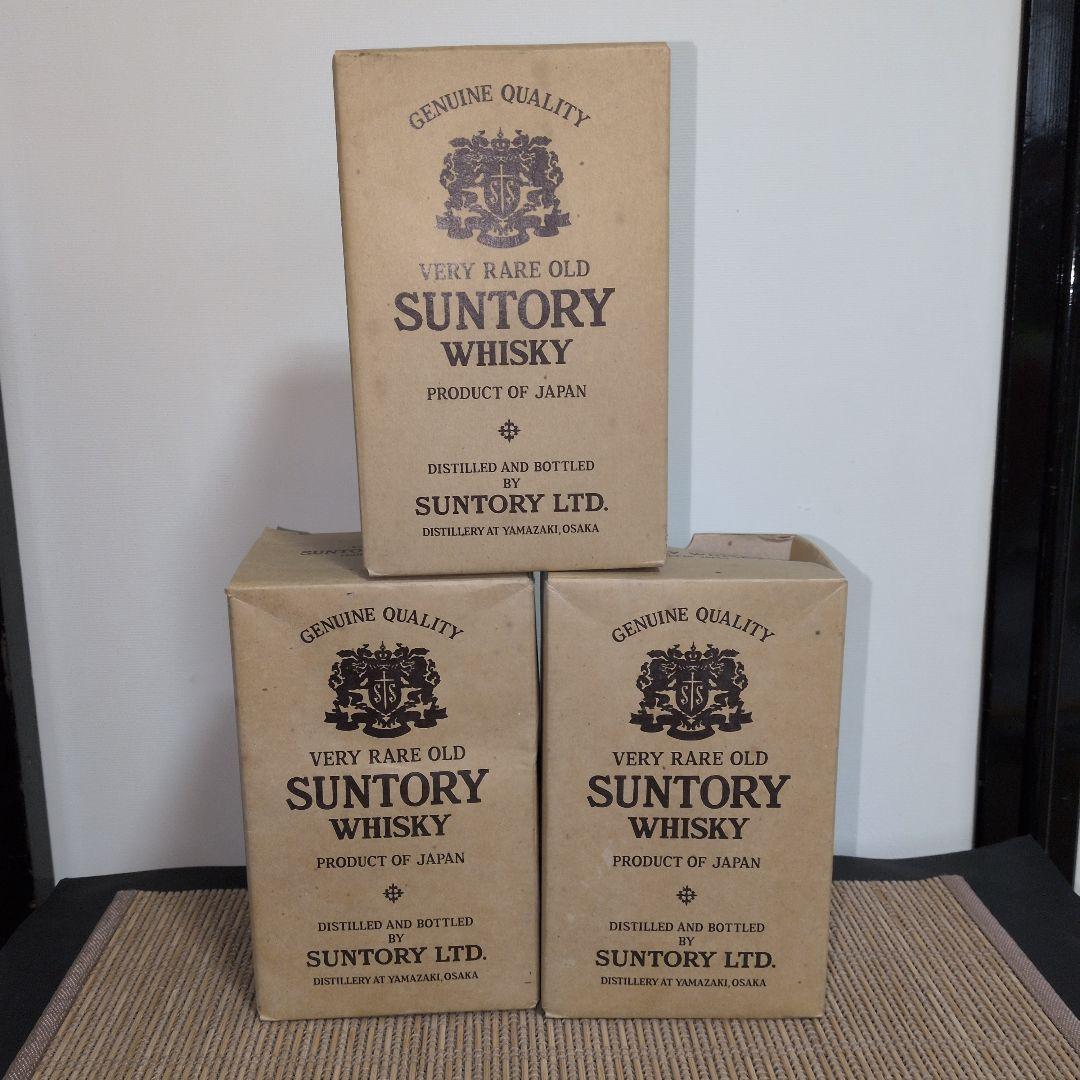 GENUINE QUALITY
STS
VERY RARE OLD
SUNTORY
WHISKY
PRODUCT OF JAPAN
DISTILLED AND BOTTLED
BY
SUNTORY LTD.
DISTILLERY AT YAMAZAKI, OSAKA
GENUINE QUALITY
STS
VERY RARE OLD
SUNTORY
WHISKY
PRODUCT OF JAPAN
DISTILLED AND BOTTLED
BY
SUNTORY LTD.
DISTILLERY AT YAMAZAKI, OSAKA
GENUINE QUALITY
STS
VERY RARE OLD
SUNTORY
WHISKY
PRODUCT OF JAPAN
DISTILLED AND BOTTLED
BY
SUNTORY LTD.
DISTILLERY AT YAMAZAKI, OSAKA